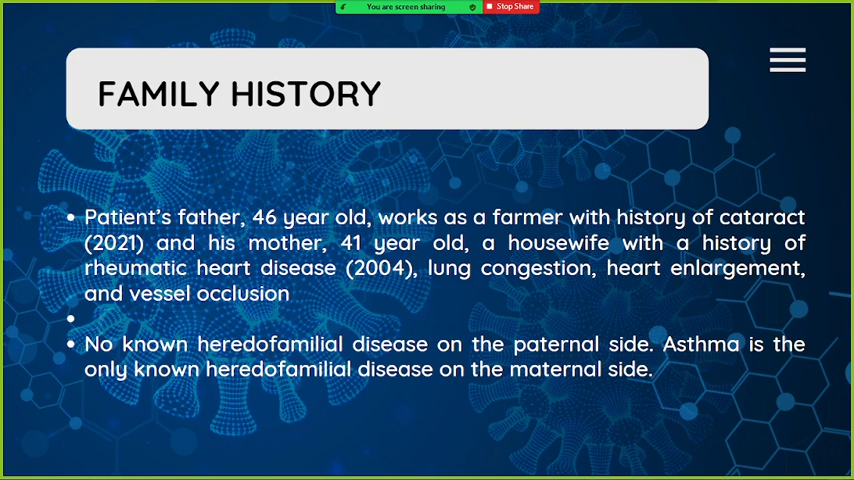 You are screen sharing
Stop Share
FAMILY HISTORY
• Patient's father, 46 year old, works as a farmer with history of cataract
(2021) and his mother, 41 year old, a housewife with a history of
rheumatic heart disease (2004), lung congestion, heart enlargement,
and vessel occlusion
•
• No known heredofamilial disease on the paternal side. Asthma is the
only known heredofamilial disease on the maternal side.